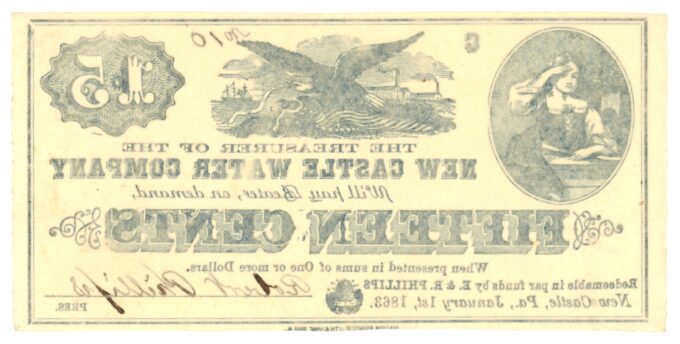 No 10
C
15
THE TREASURER OF THE
NEW CASTLE WATER COMPANY
Will pay Bearer, on demand,
FIFTEEN CENTS
When presented in sums of One or more Dollars.
Redeemable in par funds by E. & R. PHILLIPS
New Castle, Pa., January 1st, 1863.
Robert Phillips
PRES.